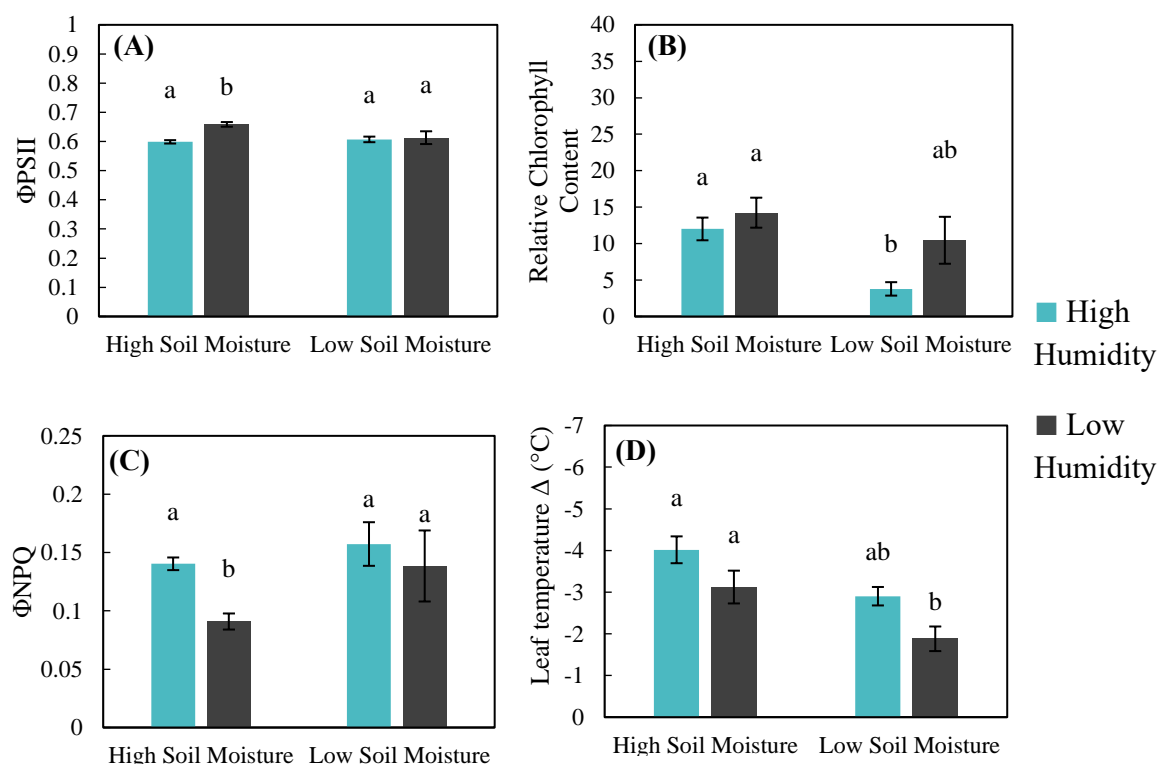 (A)
ΦPSII
1
0.9
0.8
0.7
0.6
0.5
0.4
0.3
0.2
0.1
0
a
b
a
a
High Soil Moisture
Low Soil Moisture
(B)
Relative Chlorophyll
Content
40
35
30
25
20
15
10
5
0
a
a
b
ab
High Soil Moisture
Low Soil Moisture
High
Humidity
Low
Humidity
(C)
ΦNPQ
0.25
0.2
0.15
0.1
0.05
0
a
b
a
a
High Soil Moisture
Low Soil Moisture
(D)
Leaf temperature Δ (°C)
-7
-6
-5
-4
-3
-2
-1
0
a
a
ab
b
High Soil Moisture
Low Soil Moisture